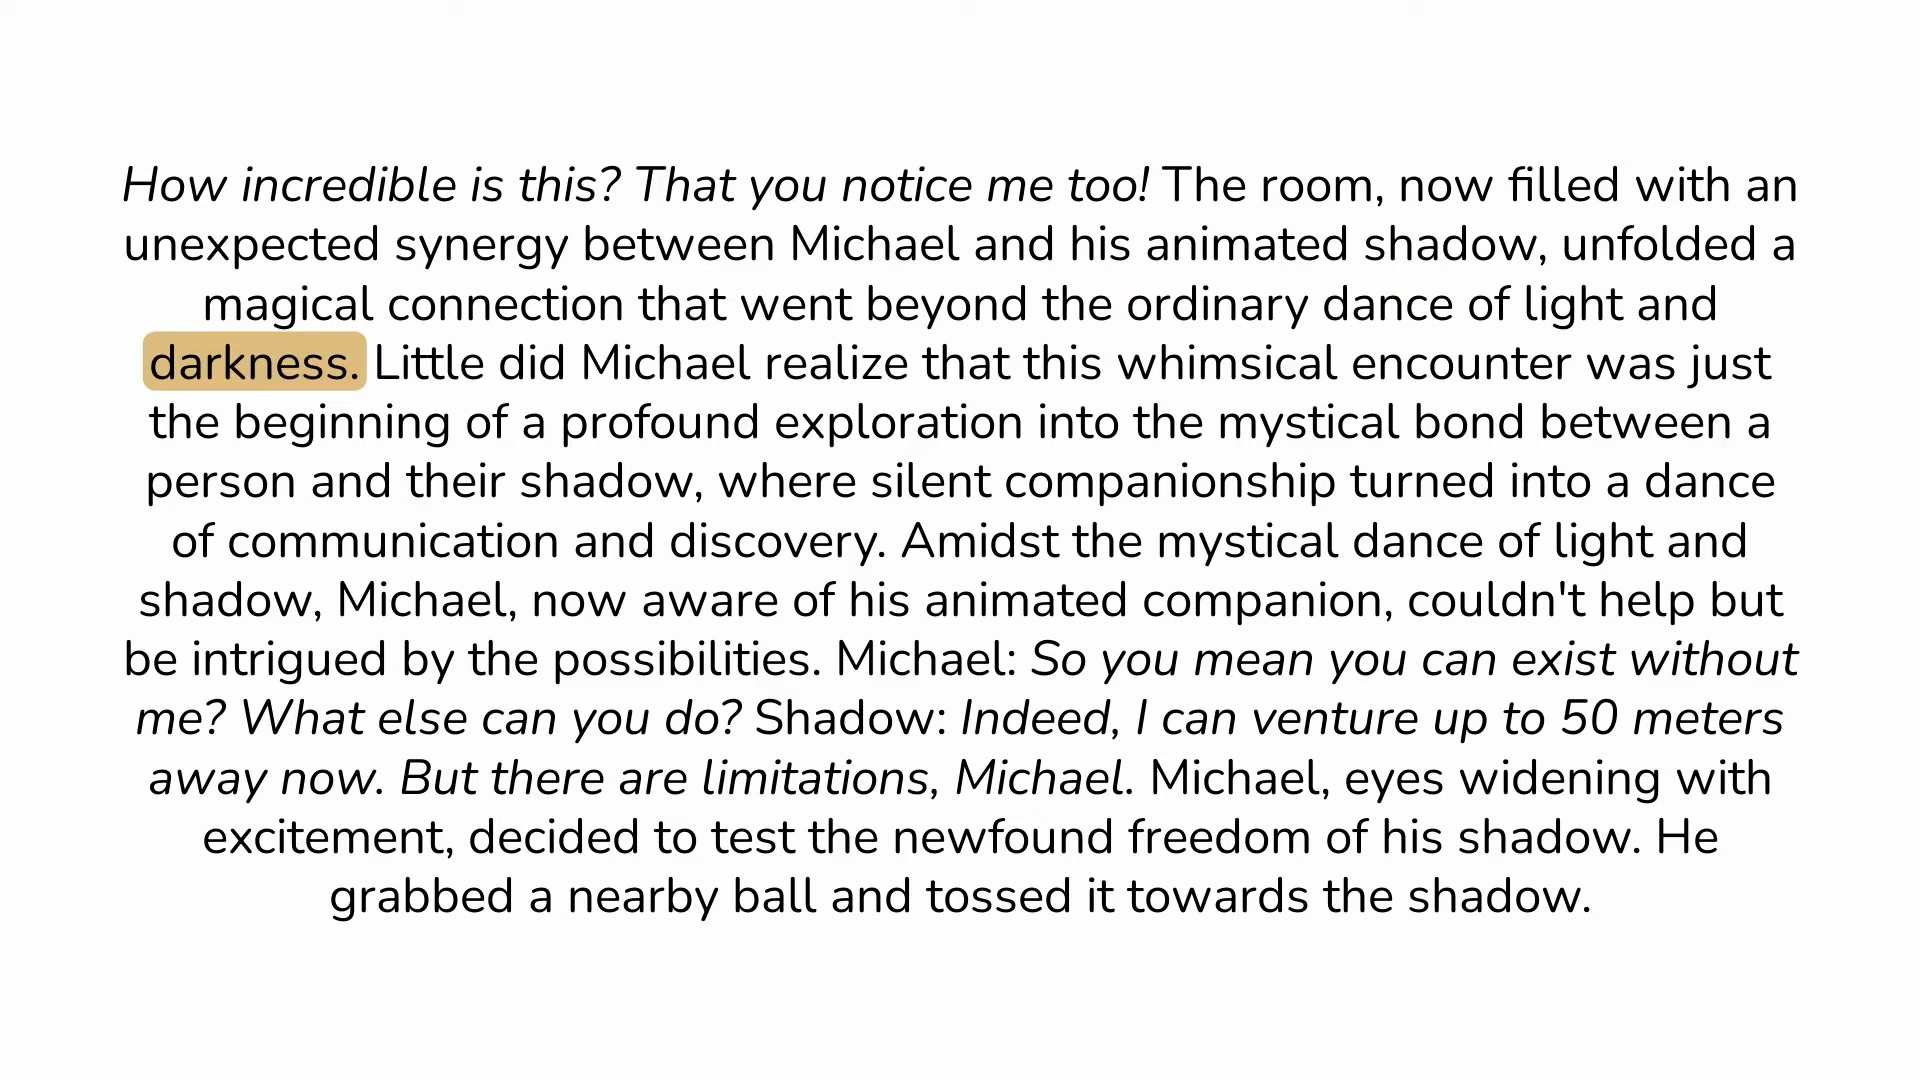 How incredible is this? That you notice me too! The room, now filled with an
unexpected synergy between Michael and his animated shadow, unfolded a
magical connection that went beyond the ordinary dance of light and
darkness. Little did Michael realize that this whimsical encounter was just
the beginning of a profound exploration into the mystical bond between a
person and their shadow, where silent companionship turned into a dance
of communication and discovery. Amidst the mystical dance of light and
shadow, Michael, now aware of his animated companion, couldn't help but
be intrigued by the possibilities. Michael: So you mean you can exist without
me? What else can you do? Shadow: Indeed, I can venture up to 50 meters
away now. But there are limitations, Michael. Michael, eyes widening with
excitement, decided to test the newfound freedom of his shadow. He
grabbed a nearby ball and tossed it towards the shadow.